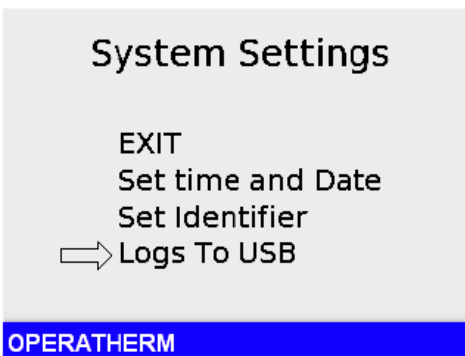 System Settings
EXIT
Set time and Date
Set Identifier
Logs To USB
OPERATHERM